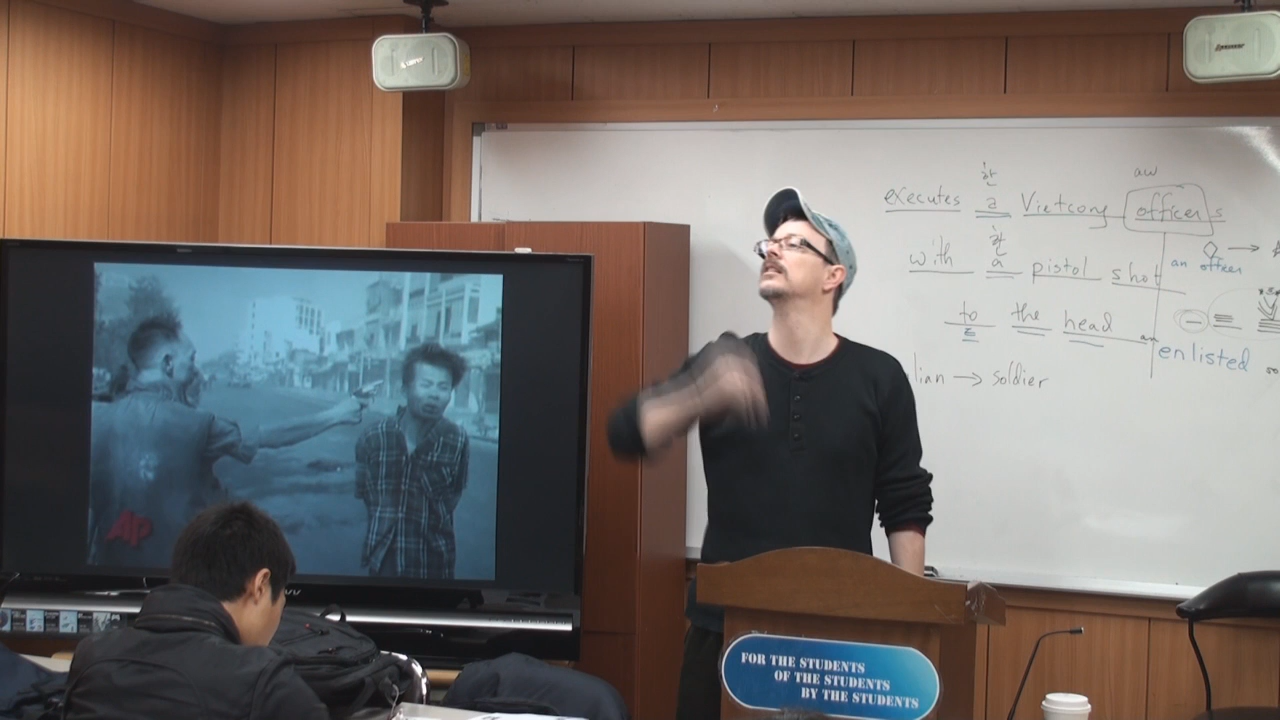 aw
한
executes a Vietcong officers
한
with a pistol shot
an officer
to the head
an
enlisted
lian → soldier
so
AP
FOR THE STUDENTS
OF THE STUDENTS
BY THE STUDENTS